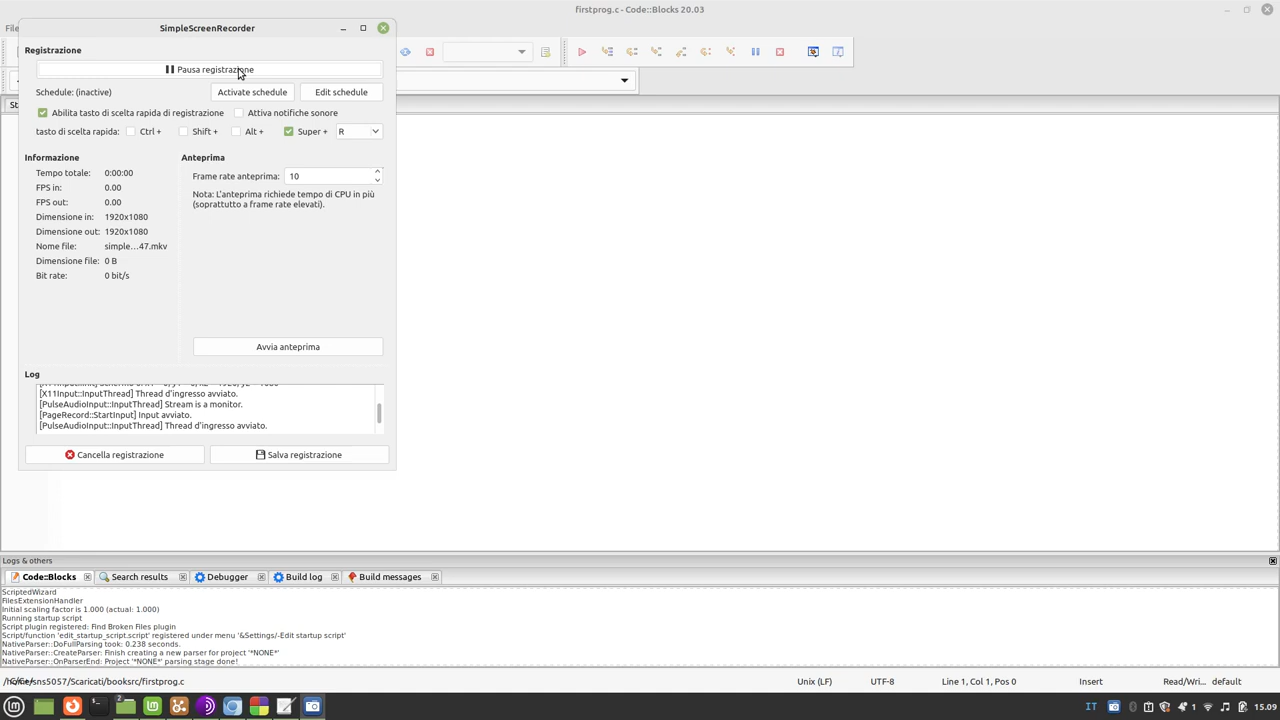 firstprog.c - Code::Blocks 20.03
File
SimpleScreenRecorder
Registrazione
Pausa registrazione
Schedule: (inactive)
Activate schedule
Edit schedule
Abilita tasto di scelta rapida di registrazione
Attiva notifiche sonore
tasto di scelta rapida:
Ctrl +
Shift +
Alt +
Super +
R
Informazione
Tempo totale: 0:00:00
FPS in: 0.00
FPS out: 0.00
Dimensione in: 1920x1080
Dimensione out: 1920x1080
Nome file: simple...47.mkv
Dimensione file: 0 B
Bit rate: 0 bit/s
Anteprima
Frame rate anteprima: 10
Nota: L'anteprima richiede tempo di CPU in più
(soprattutto a frame rate elevati).
Avvia anteprima
Log
[X11Input::InputThread] Thread d'ingresso avviato.
[PulseAudioInput::InputThread] Stream is a monitor.
[PageRecord::StartInput] Input avviato.
[PulseAudioInput::InputThread] Thread d'ingresso avviato.
Cancella registrazione
Salva registrazione
Logs & others
Code::Blocks
Search results
Debugger
Build log
Build messages
ScriptedWizard
FilesExtensionHandler
Initial scaling factor is 1.000 (actual: 1.000)
Running startup script
Script plugin registered: Find Broken Files plugin
Script/function 'edit_startup_script.script' registered under menu '&Settings/-Edit startup script'
NativeParser::DoFullParsing took: 0.238 seconds.
NativeParser::CreateParser: Finish creating a new parser for project '*NONE*'
NativeParser::OnParserEnd: Project '*NONE*' parsing stage done!
Unix (LF)
UTF-8
Line 1, Col 1, Pos 0
Insert
Read/Wri...
default
IT
1
15.09